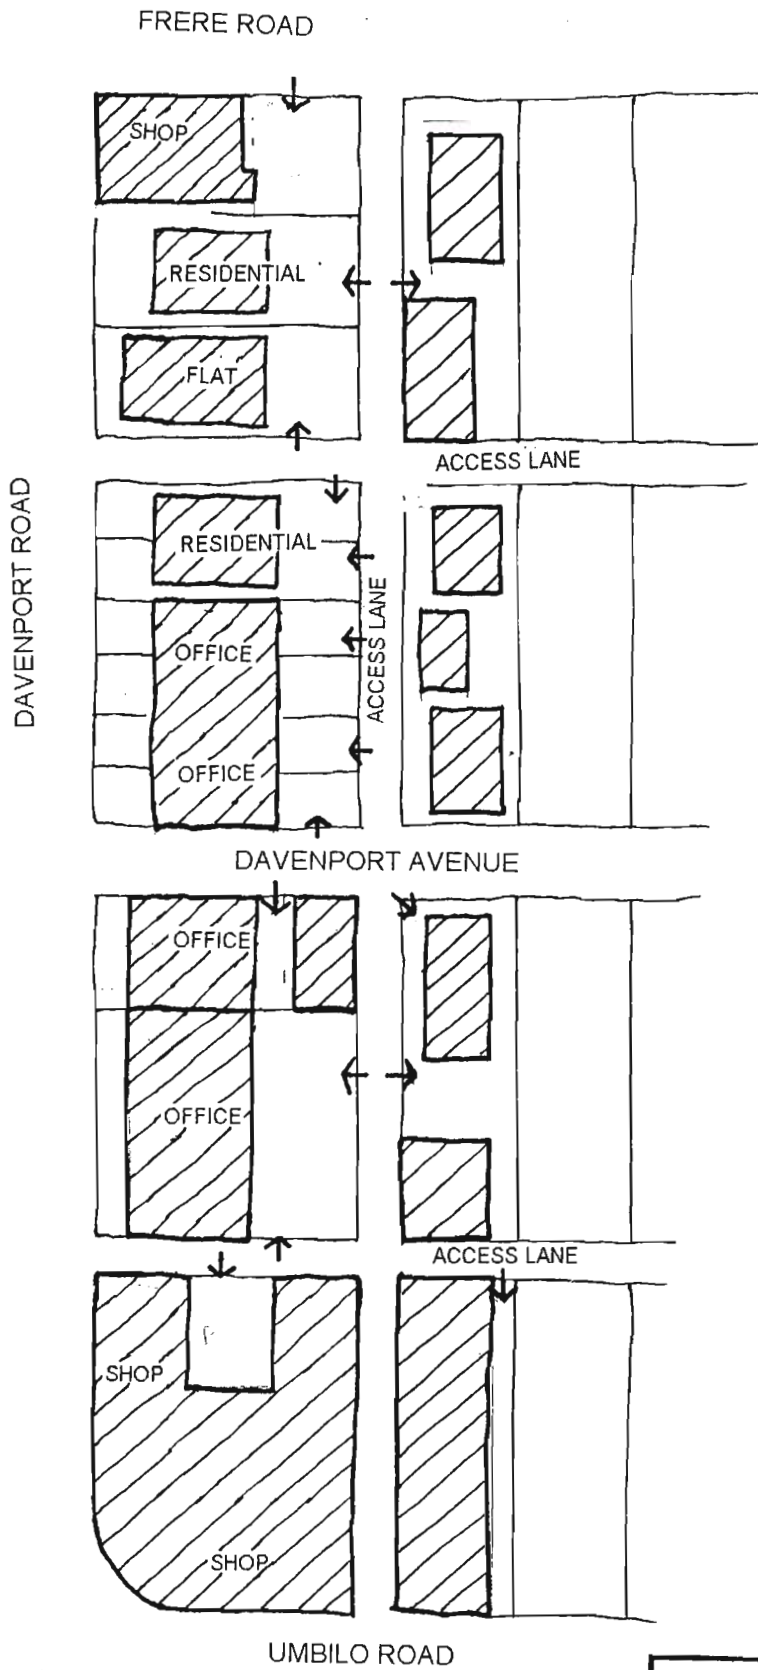 FRERE ROAD
SHOP
RESIDENTIAL
FLAT
ACCESS LANE
DAVENPORT ROAD
RESIDENTIAL
ACCESS LANE
OFFICE
OFFICE
DAVENPORT AVENUE
OFFICE
OFFICE
ACCESS LANE
SHOP
SHOP
UMBILO ROAD